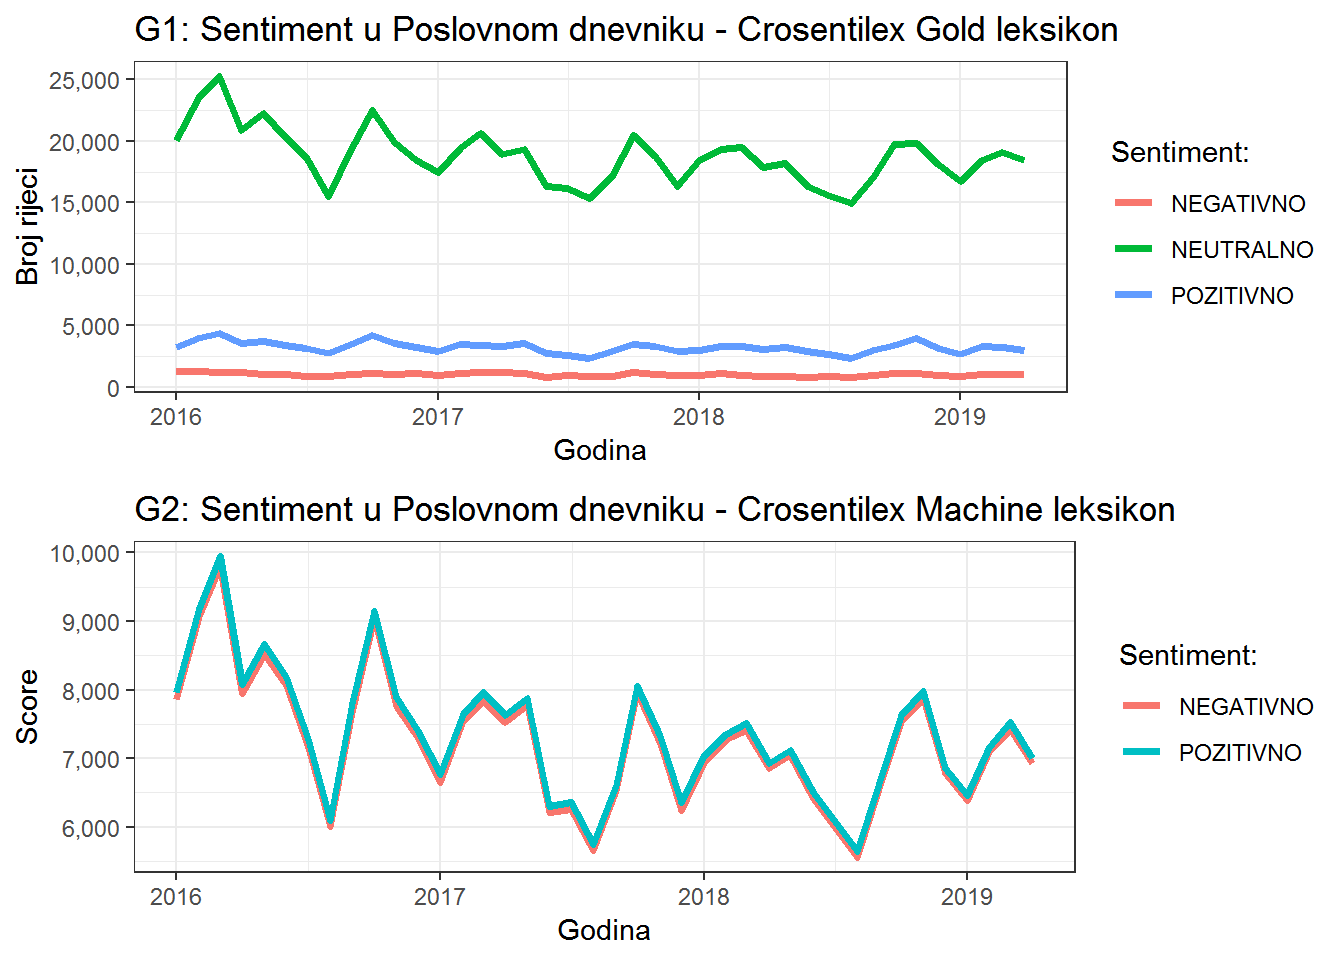 G1: Sentiment u Poslovnom dnevniku - Crosentilex Gold leksikon
25,000
20,000
15,000
10,000
5,000
0
Broj rijeci
2016 2017 2018 2019
Godina
Sentiment:
NEGATIVNO
NEUTRALNO
POZITIVNO
G2: Sentiment u Poslovnom dnevniku - Crosentilex Machine leksikon
10,000
9,000
8,000
7,000
6,000
Score
2016 2017 2018 2019
Godina
Sentiment:
NEGATIVNO
POZITIVNO